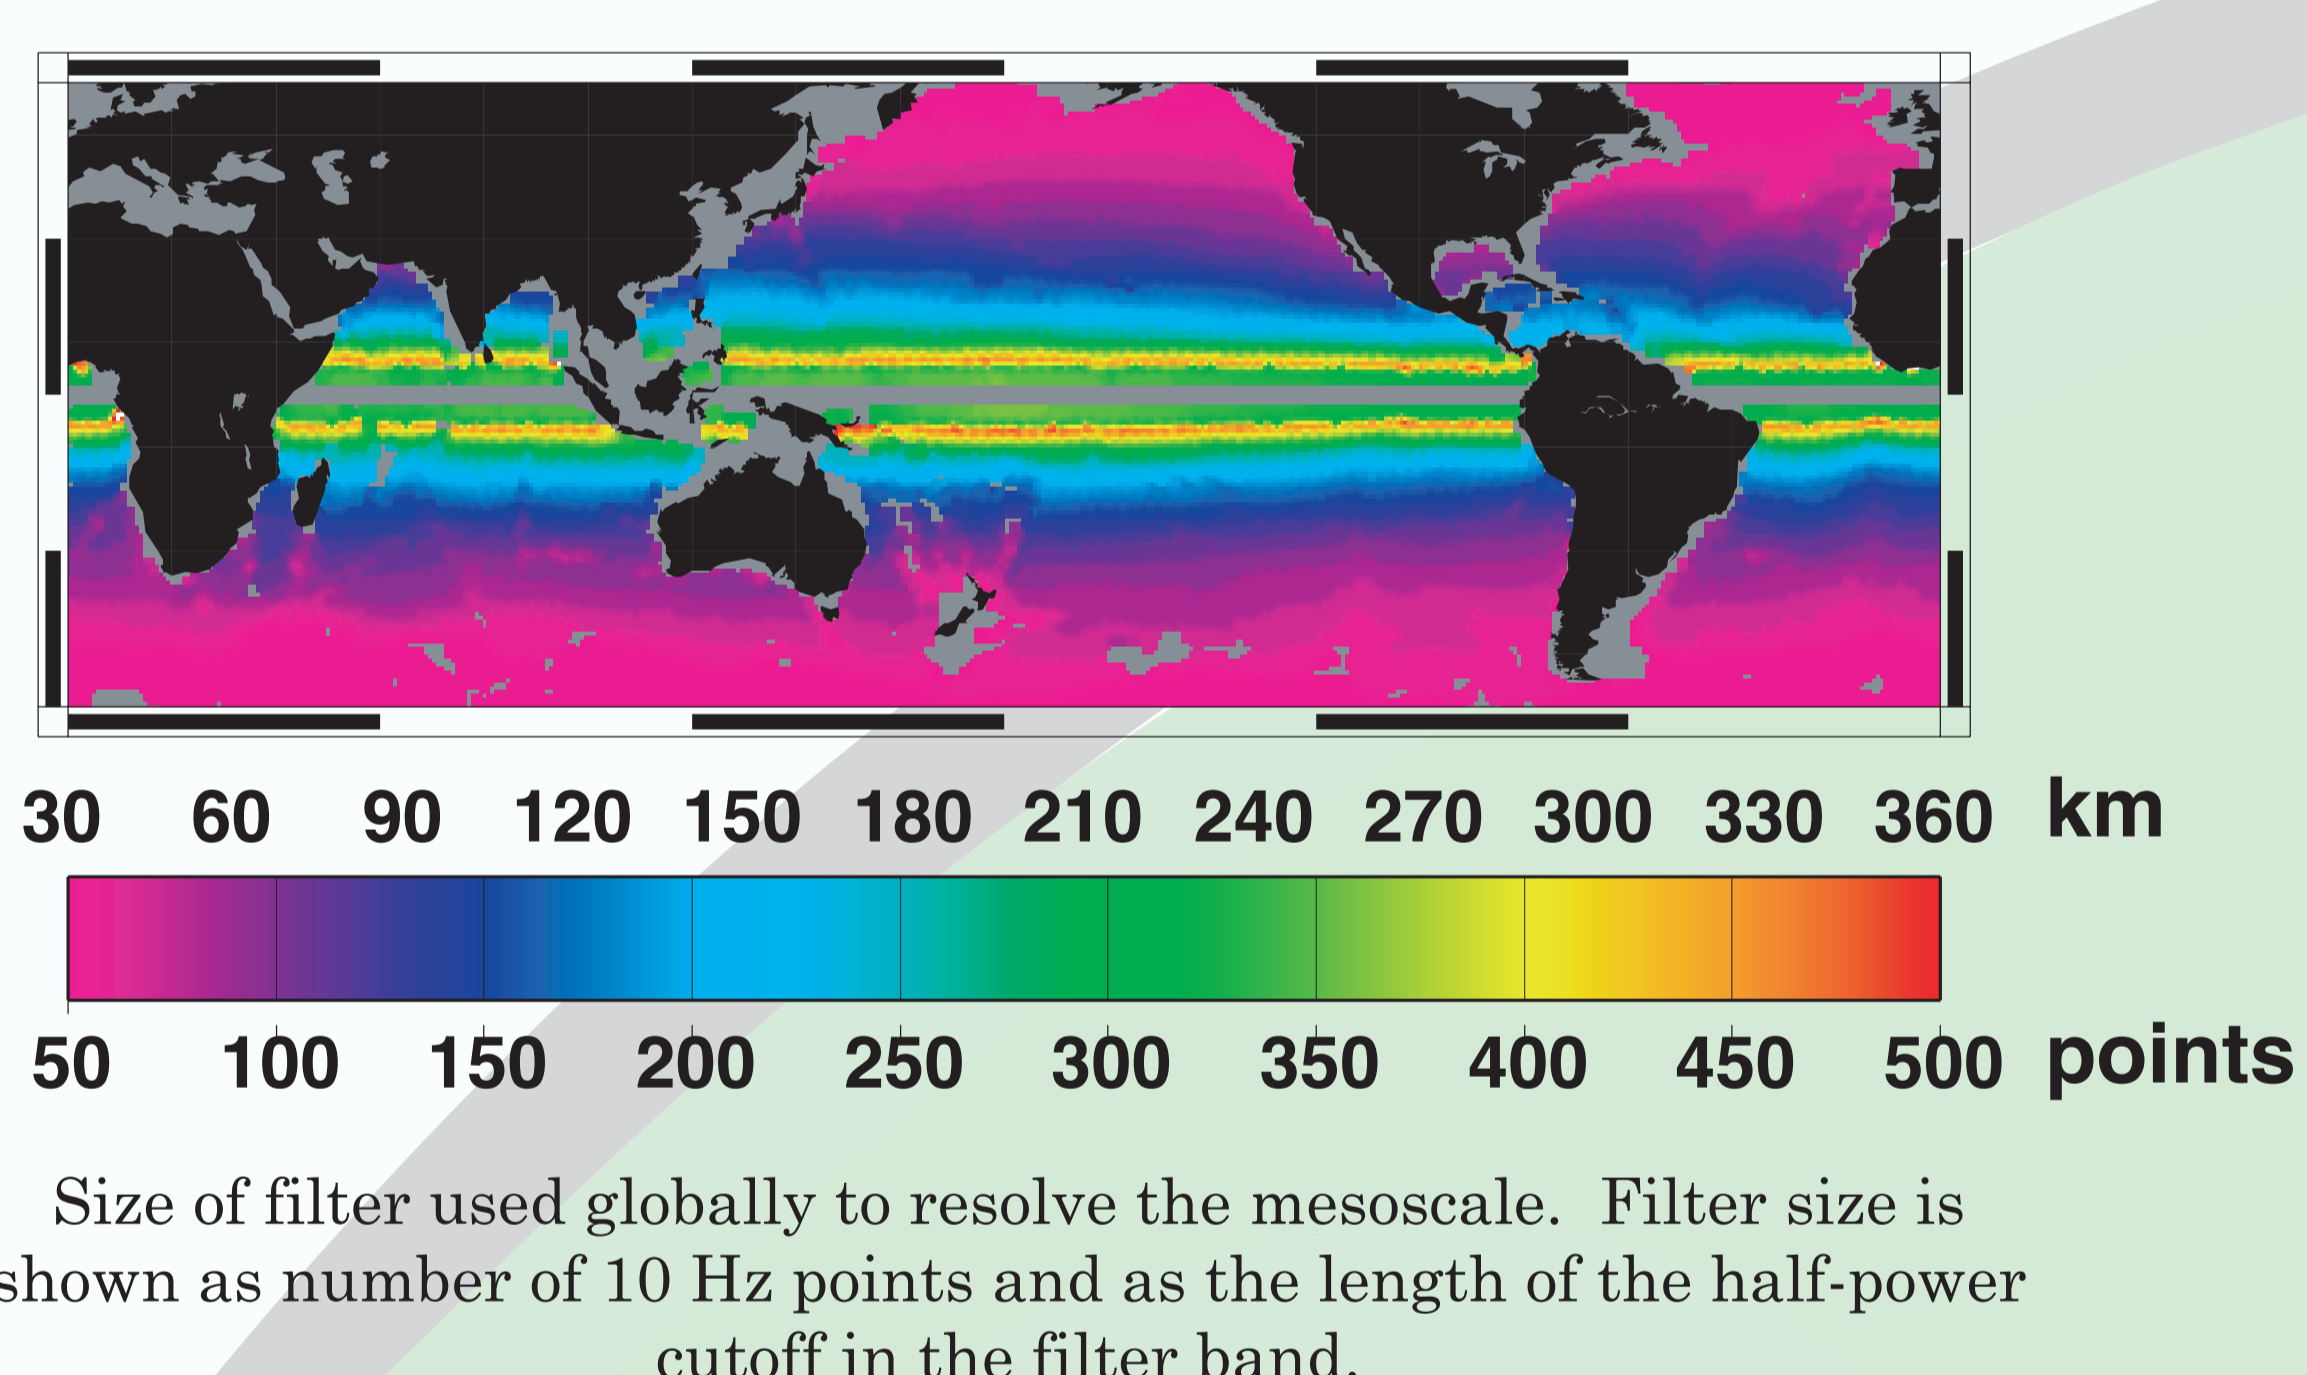 30 60 90 120 150 180 210 240 270 300 330 360 km
50 100 150 200 250 300 350 400 450 500 points
Size of filter used globally to resolve the mesoscale. Filter size is
shown as number of 10 Hz points and as the length of the half-power
cutoff in the filter band.